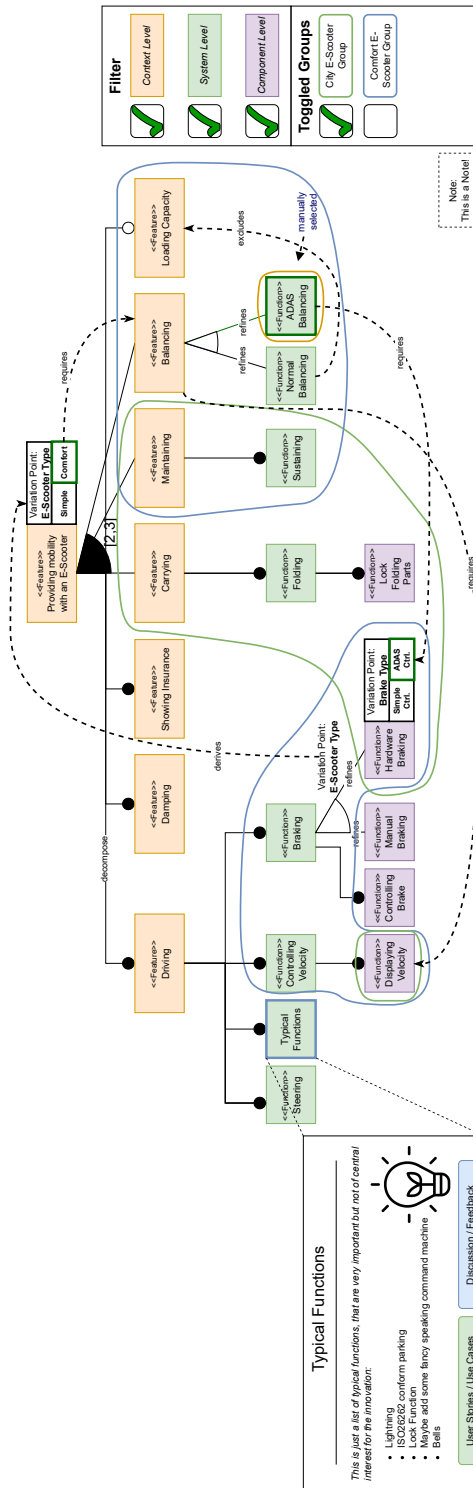 Filter
Context Level
System Level
Component Level
Toggled Groups
City E-Scooter
Group
Comfort E-
Scooter Group
Note:
This is a Note!
<<Feature>>
Providing mobility
with an E-Scooter
Variation Point:
E-Scooter Type
Simple
Comfort
requires
[2,3]
decompose
derives
<<Feature>>
Driving
<<Feature>>
Damping
<<Feature>>
Showing Insurance
<<Feature>>
Carrying
<<Feature>>
Maintaining
<<Feature>>
Balancing
<<Feature>>
Loading Capacity
refines
refines
excludes
manually
selected
<<Function>>
Steering
Typical
Functions
<<Function>>
Controlling
Velocity
<<Function>>
Braking
Variation Point:
E-Scooter Type
<<Function>>
Folding
<<Function>>
Sustaining
<<Function>>
Normal
Balancing
<<Function>>
ADAS
Balancing
refines
refines
requires
requires
<<Function>>
Displaying
Velocity
<<Function>>
Controlling
Brake
<<Function>>
Manual
Braking
<<Function>>
Hardware
Braking
Variation Point:
Brake Type
Simple
Ctrl.
ADAS
Ctrl.
<<Function>>
Lock
Folding
Parts
Typical Functions
This is just a list of typical functions, that are very important but not of central
interest for the innovation:
• Lightning
• ISO26262 conform parking
• Lock Function
• Maybe add some fancy speaking command machine
• Bells
User Stories / Use Cases
Discussion / Feedback